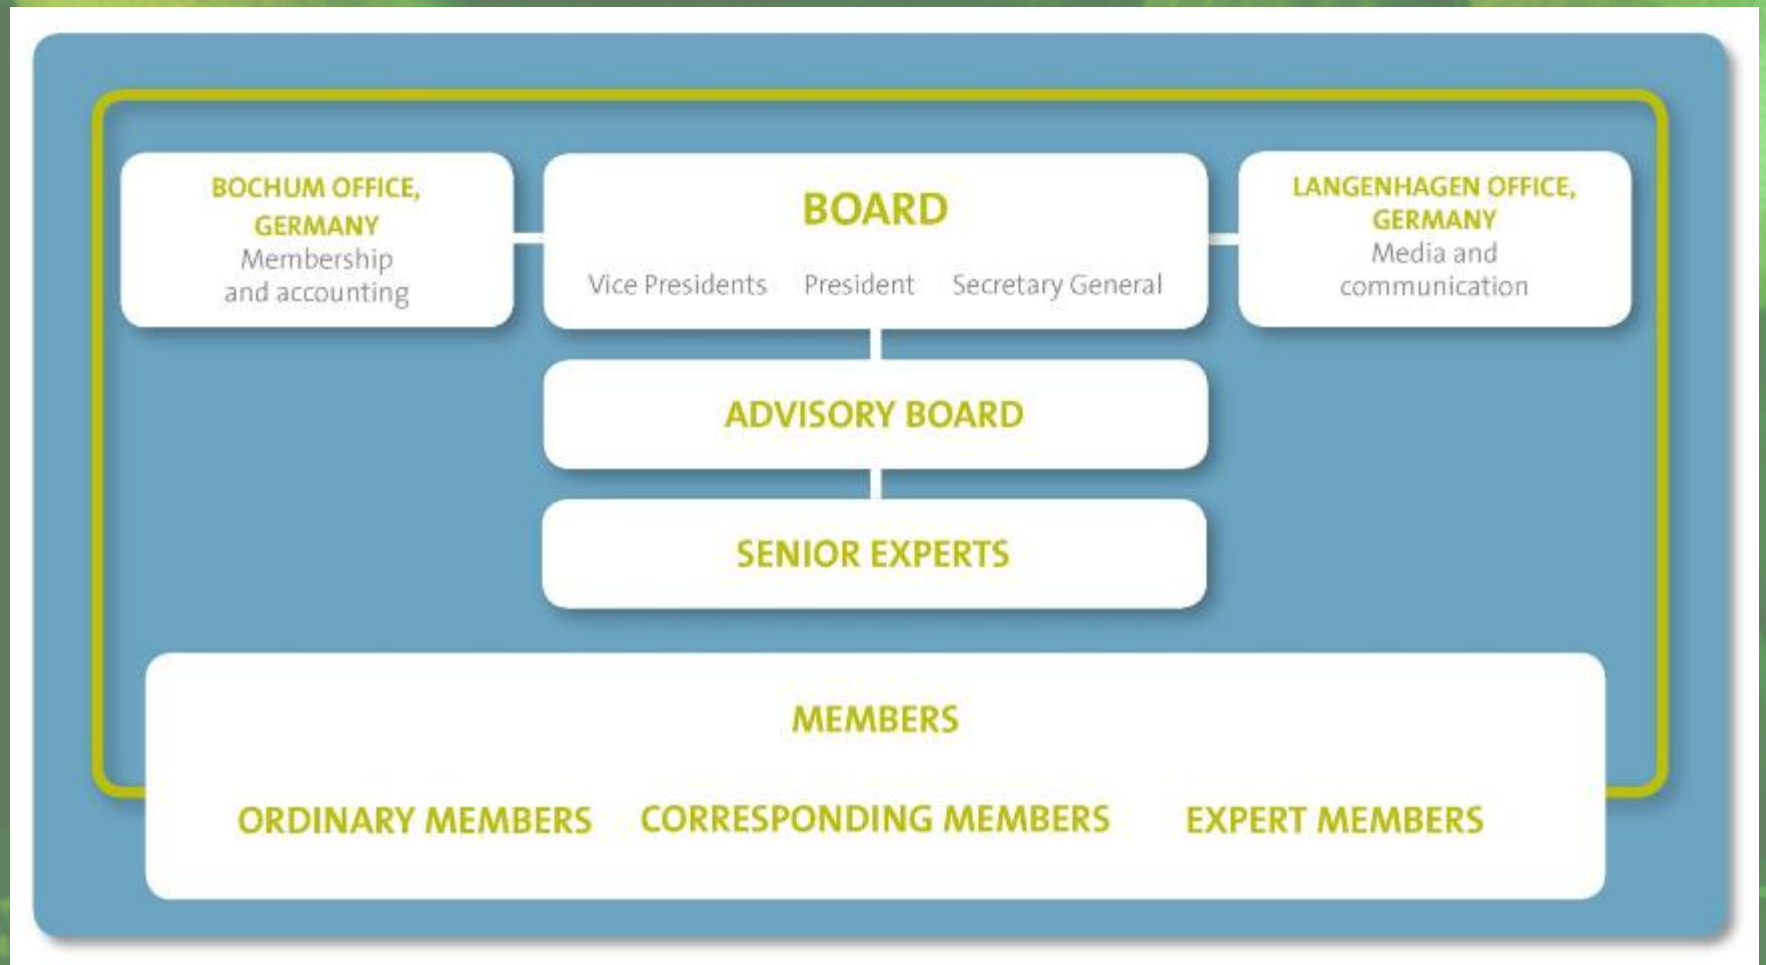 BOCHUM OFFICE,
GERMANY
Membership
and accounting
BOARD
Vice Presidents President Secretary General
LANGENHAGEN OFFICE,
GERMANY
Media and
communication
ADVISORY BOARD
SENIOR EXPERTS
MEMBERS
ORDINARY MEMBERS CORRESPONDING MEMBERS EXPERT MEMBERS